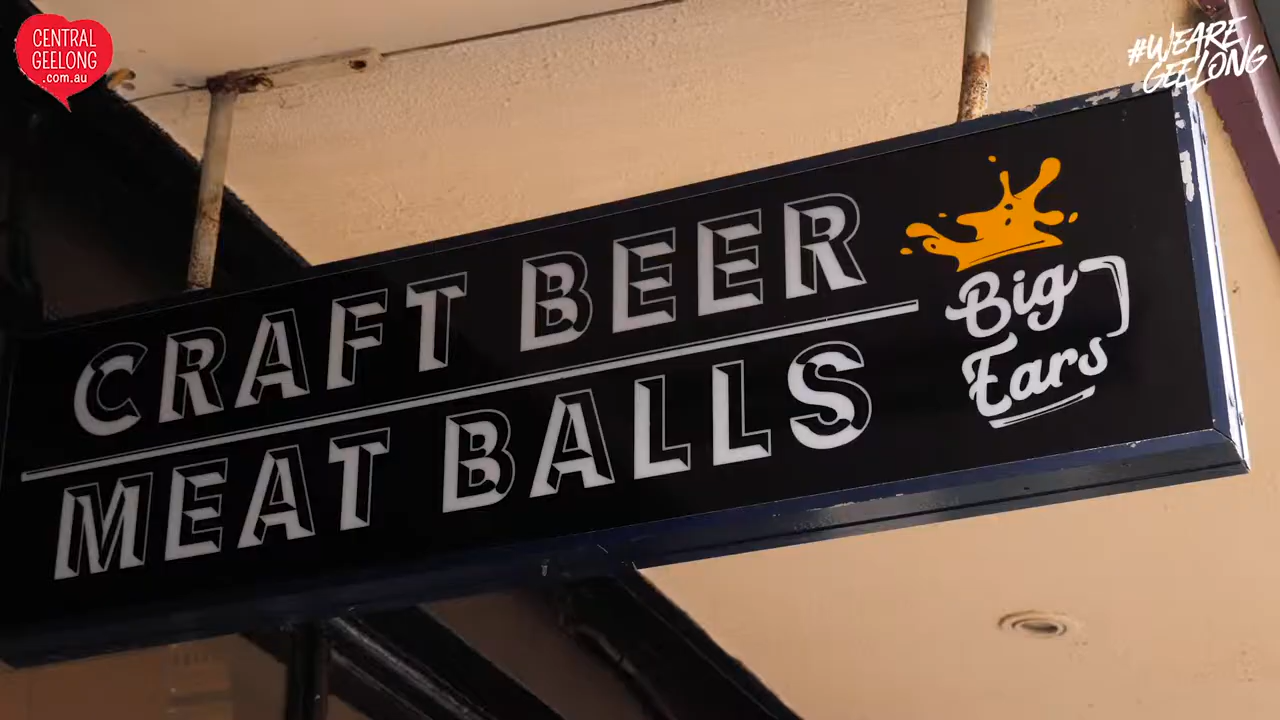 CENTRAL
GEELONG
.com.au
#WEARE
GEELONG
CRAFT BEER
MEAT BALLS
Big
Ears